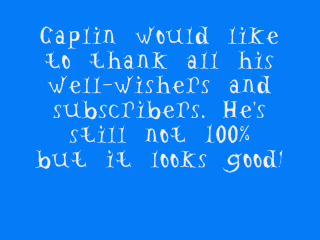 Caplin would like
to thank all his
well-wishers and
subscribers. He's
still not 100%
but it looks good!